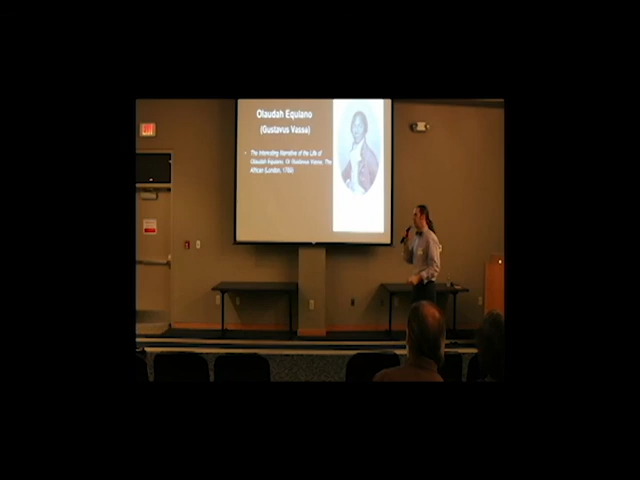 EXIT
Olaudah Equiano
(Gustavus Vassa)
• The Interesting Narrative of the Life of
Olaudah Equiano, Or Gustavus Vassa, The
African (London, 1789)